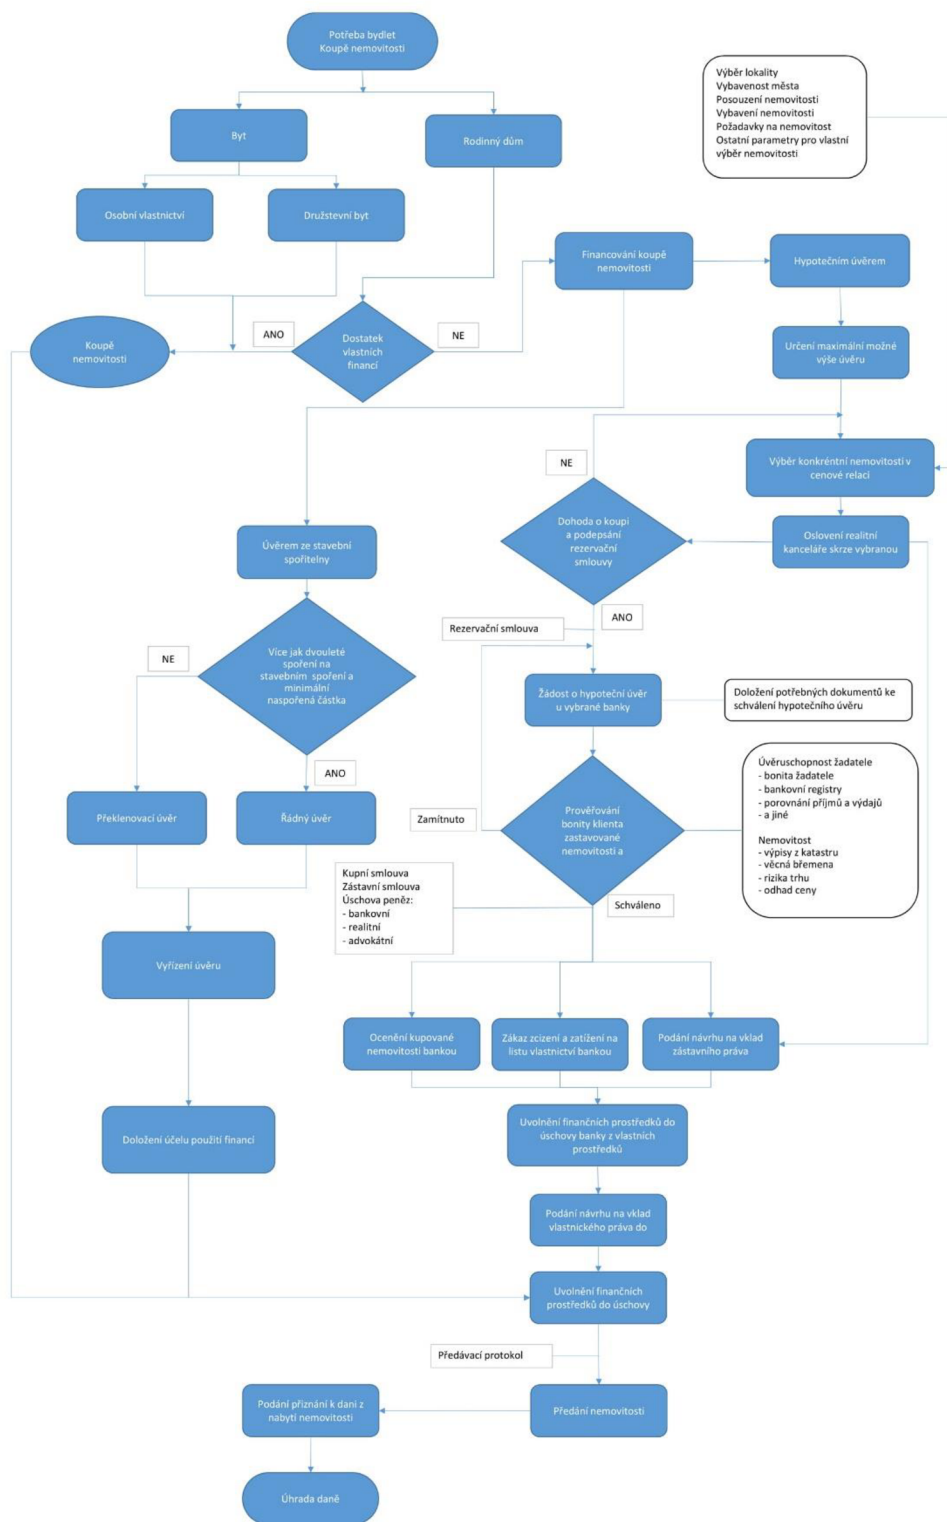 Potřeba bydlet
Koupě nemovitosti
Výběr lokality
Vybavenost města
Posouzení nemovitosti
Vybavení nemovitosti
Požadavky na nemovitost
Ostatní parametry pro vlastní
výběr nemovitosti
Byt
Rodinný dům
Osobní vlastnictví
Družstevní byt
Financování koupě
nemovitosti
Hypotečním úvěrem
Koupě
nemovitosti
ANO
Dostatek
vlastních
financí
NE
Určení maximální možné
výše úvěru
NE
Výběr konkrétní nemovitosti v
cenové relaci
Úvěrem ze stavební
spořitelny
Dohoda o koupi
a podepsání
rezervační
smlouvy
Oslovení realitní
kanceláře skrze vybranou
ANO
Rezervační smlouva
NE
Více jak dvouleté
spoření na
stavebním spoření a
minimální
naspořená částka
Žádost o hypoteční úvěr
u vybrané banky
Doložení potřebných dokumentů ke
schválení hypotečního úvěru
ANO
Překlenovací úvěr
Řádný úvěr
Zamítnuto
Prověřování
bonity klienta
zastavované
nemovitosti a
Úvěruschopnost žadatele
- bonita žadatele
- bankovní registry
- porovnání příjmů a výdajů
- a jiné
Nemovitost
- výpisy z katastru
- věcná břemena
- rizika trhu
- odhad ceny
Kupní smlouva
Zástavní smlouva
Úschova peněz:
- bankovní
- realitní
- advokátní
Schváleno
Vyřízení úvěru
Ocenění kupované
nemovitosti bankou
Zákaz zcizení a zatížení na
listu vlastnictví bankou
Podání návrhu na vklad
zástavního práva
Doložení účelu použití financí
Uvolnění finančních prostředků do
úschovy banky z vlastních
prostředků
Podání návrhu na vklad
vlastnického práva do
Uvolnění finančních
prostředků do úschovy
Předávací protokol
Podání přiznání k dani z
nabytí nemovitosti
Předání nemovitosti
Úhrada daně